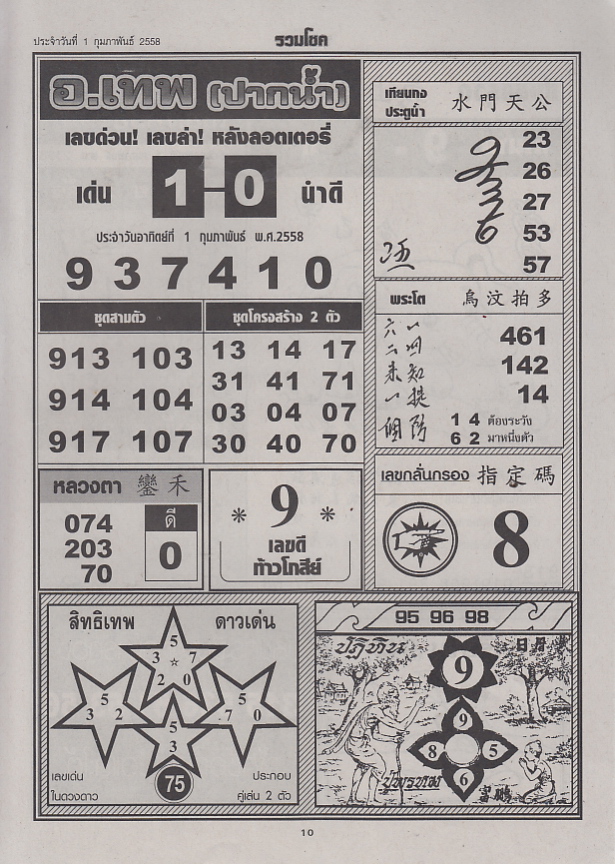 ประจำวันที่ 1 กุมภาพันธ์ 2558
รวมโชค
อ.เทพ (ปากน้ำ)
เลขด่วน! เลขล่า! หลังลอตเตอรี่
เด่น 1-0 นำดี
ประจำวันอาทิตย์ที่ 1 กุมภาพันธ์ พ.ศ.2558
9 3 7 4 1 0
ชุดสามตัว
913 103
914 104
917 107
ชุดโครงสร้าง 2 ตัว
13 14 17
31 41 71
03 04 07
30 40 70
เทียนกง
ประตูน้ำ
水門天公
23
26
27
53
57
พระโต 鳥汶拍多
461
142
14
1 4 ต้องระวัง
6 2 มาหนึ่งตัว
หลวงตา 鑾禾
074
203
70
ดี
0
* 9 *
เลขดี
ท้าวโกสีย์
เลขกลั่นกรอง 指定碼
8
สิทธิเทพ ดาวเด่น
5
3 ☆ 7
2 0
5
3 2
5
3
5
7 0
75
เลขเด่น
ในดวงดาว
ประกอบ
คู่เล่น 2 ตัว
95 96 98
ปฏิทิน
9
9
8 5
6
10